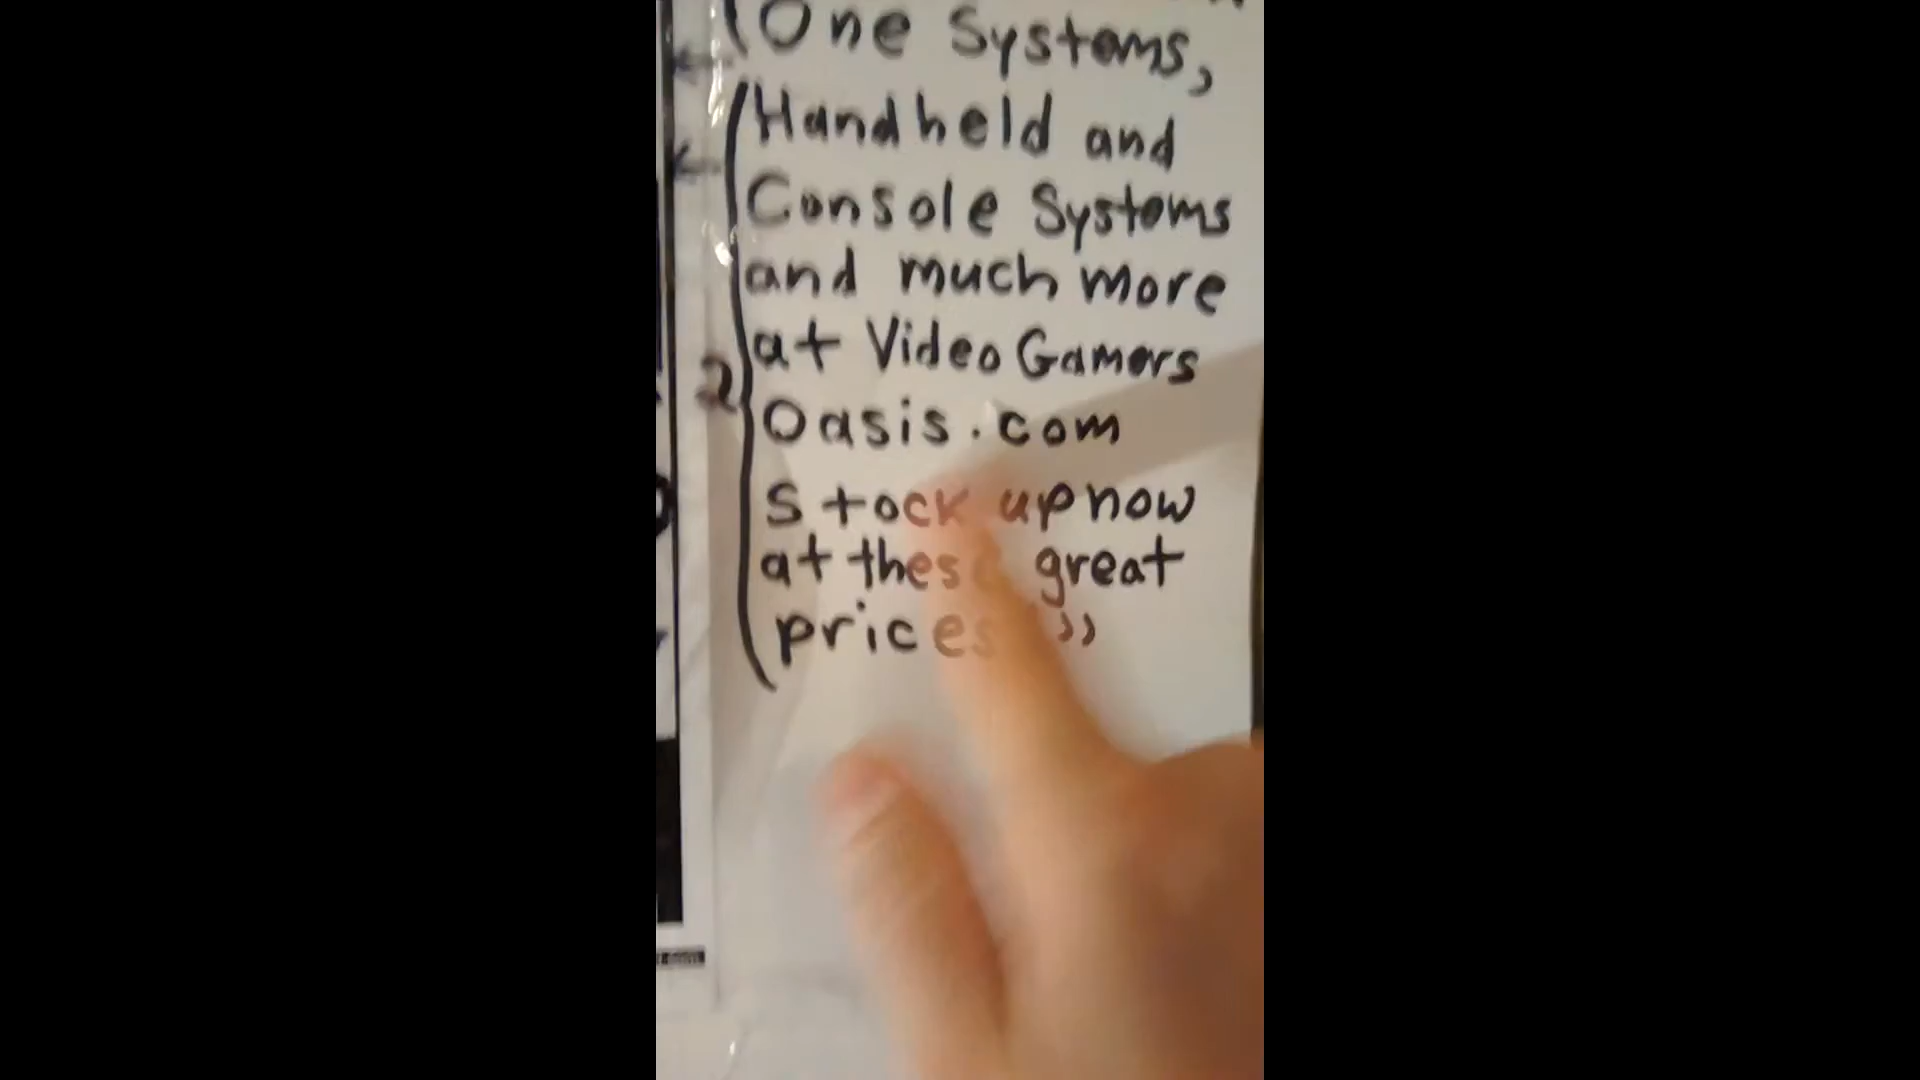 One Systems,
Handheld and
Console Systems
and much more
at Video Gamers
2
Oasis.com
Stock up now
at these great
prices ”